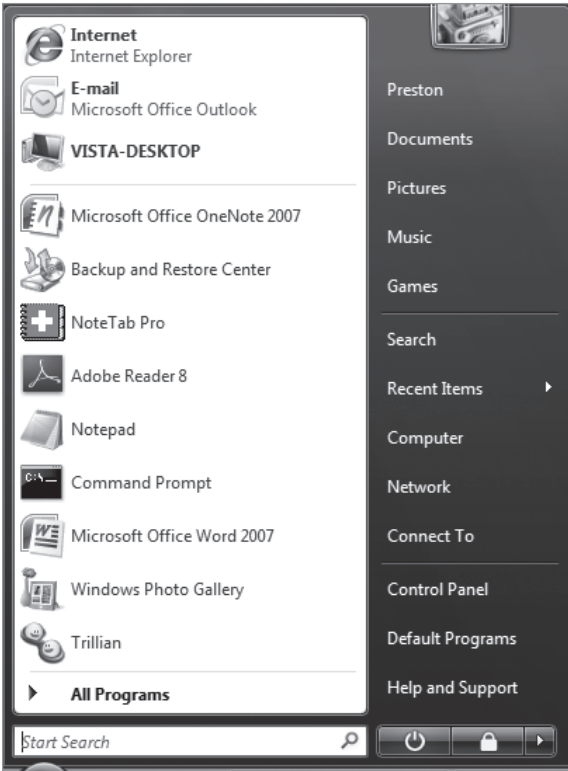 Internet
Internet Explorer
E-mail
Microsoft Office Outlook
VISTA-DESKTOP
Microsoft Office OneNote 2007
Backup and Restore Center
NoteTab Pro
Adobe Reader 8
Notepad
C:\
Command Prompt
Microsoft Office Word 2007
Windows Photo Gallery
Trillian
All Programs
Start Search
Preston
Documents
Pictures
Music
Games
Search
Recent Items
Computer
Network
Connect To
Control Panel
Default Programs
Help and Support